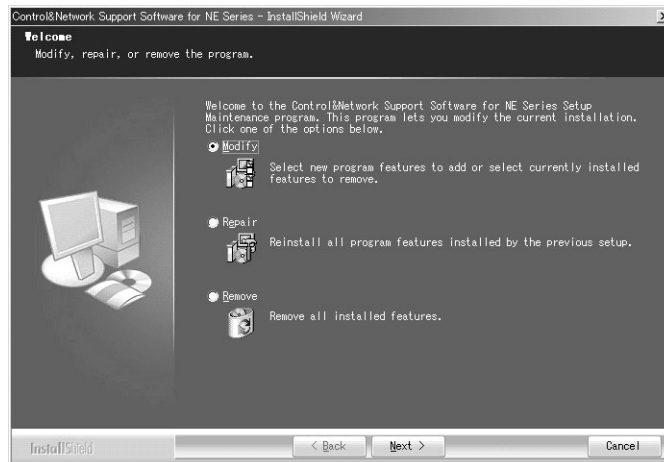 Control&Network Support Software for NE Series - InstallShield Wizard
Welcome
Modify, repair, or remove the program.
Welcome to the Control&Network Support Software for NE Series Setup
Maintenance program. This program lets you modify the current installation.
Click one of the options below.
Modify
Select new program features to add or select currently installed
features to remove.
Repair
Reinstall all program features installed by the previous setup.
Remove
Remove all installed features.
InstallShield
< Back
Next >
Cancel